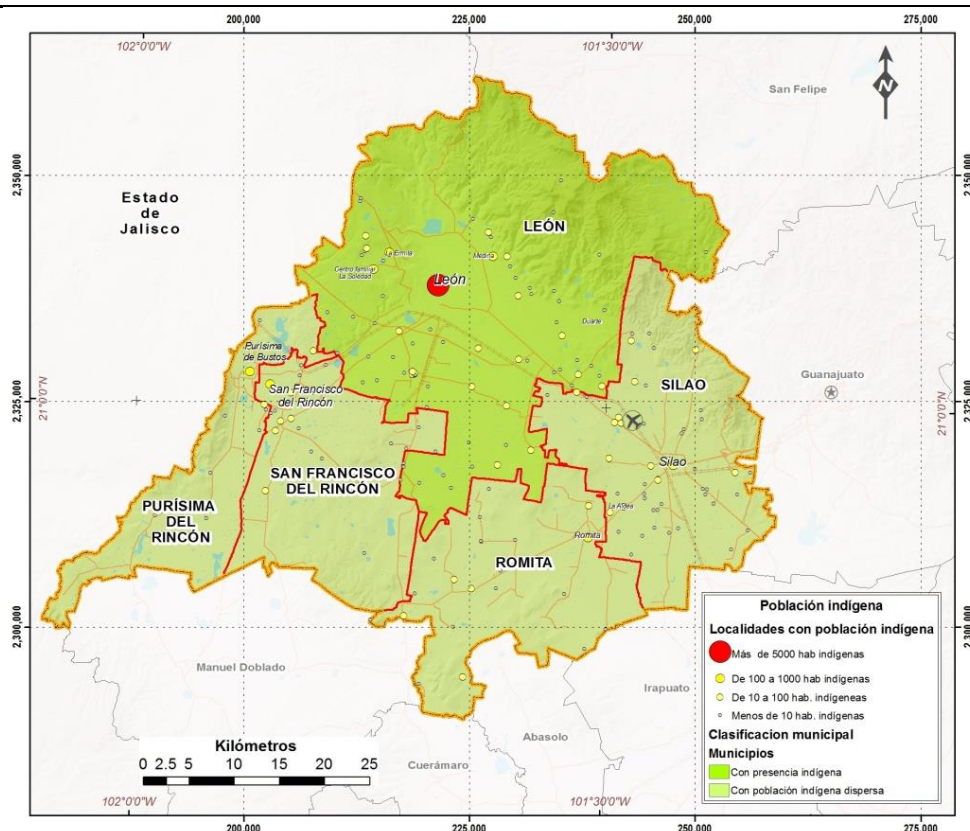 200,000 225,000 250,000 275,000
102°0'0"W 101°30'0"W
N
San Felipe
2,350,000 2,350,000
Estado
de
Jalisco
LEÓN
La Ermita
Medina
Centro familiar
La Soledad
León
Duarte
Purísima
de Bustos
Guanajuato
SILAO
San Francisco
del Rincón
2,325,000 2,325,000
21°0'0"N 21°0'0"N
Silao
SAN FRANCISCO
DEL RINCÓN
PURÍSIMA
DEL
RINCÓN
La Aldea
Romita
ROMITA
2,300,000 2,300,000
Manuel Doblado
Irapuato
Abasolo
Cuerámaro
Kilómetros
0 2.5 5 10 15 20 25
Población indígena
Localidades con población indígena
Más de 5000 hab indígenas
De 100 a 1000 hab indígenas
De 10 a 100 hab. indígeneas
Menos de 10 hab. indígenas
Clasificacion municipal
Municipios
Con presencia indígena
Con población indígena dispersa
102°0'0"W 101°30'0"W
200,000 225,000 250,000 275,000